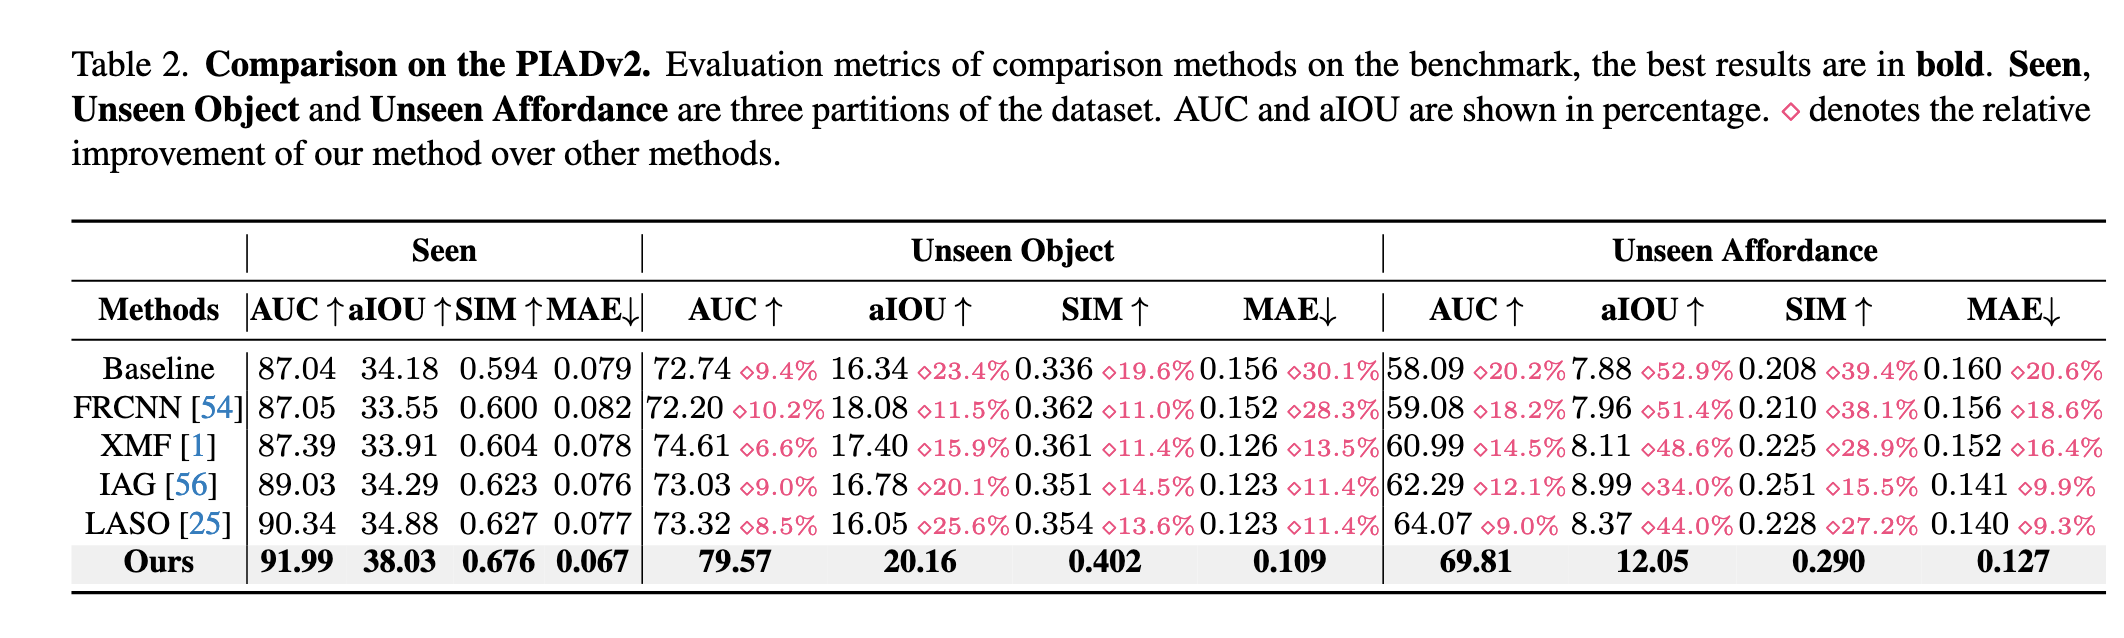 Table 2. Comparison on the PIADv2. Evaluation metrics of comparison methods on the benchmark, the best results are in bold. Seen,
Unseen Object and Unseen Affordance are three partitions of the dataset. AUC and aIOU are shown in percentage. ⋄ denotes the relative
improvement of our method over other methods.
Seen Unseen Object Unseen Affordance
Methods AUC ↑ aIOU ↑ SIM ↑ MAE↓ AUC ↑ aIOU ↑ SIM ↑ MAE↓ AUC ↑ aIOU ↑ SIM ↑ MAE↓
Baseline 87.04 34.18 0.594 0.079 72.74 ⋄9.4% 16.34 ⋄23.4% 0.336 ⋄19.6% 0.156 ⋄30.1% 58.09 ⋄20.2% 7.88 ⋄52.9% 0.208 ⋄39.4% 0.160 ⋄20.6%
FRCNN [54] 87.05 33.55 0.600 0.082 72.20 ⋄10.2% 18.08 ⋄11.5% 0.362 ⋄11.0% 0.152 ⋄28.3% 59.08 ⋄18.2% 7.96 ⋄51.4% 0.210 ⋄38.1% 0.156 ⋄18.6%
XMF [1] 87.39 33.91 0.604 0.078 74.61 ⋄6.6% 17.40 ⋄15.9% 0.361 ⋄11.4% 0.126 ⋄13.5% 60.99 ⋄14.5% 8.11 ⋄48.6% 0.225 ⋄28.9% 0.152 ⋄16.4%
IAG [56] 89.03 34.29 0.623 0.076 73.03 ⋄9.0% 16.78 ⋄20.1% 0.351 ⋄14.5% 0.123 ⋄11.4% 62.29 ⋄12.1% 8.99 ⋄34.0% 0.251 ⋄15.5% 0.141 ⋄9.9%
LASO [25] 90.34 34.88 0.627 0.077 73.32 ⋄8.5% 16.05 ⋄25.6% 0.354 ⋄13.6% 0.123 ⋄11.4% 64.07 ⋄9.0% 8.37 ⋄44.0% 0.228 ⋄27.2% 0.140 ⋄9.3%
Ours 91.99 38.03 0.676 0.067 79.57 20.16 0.402 0.109 69.81 12.05 0.290 0.127